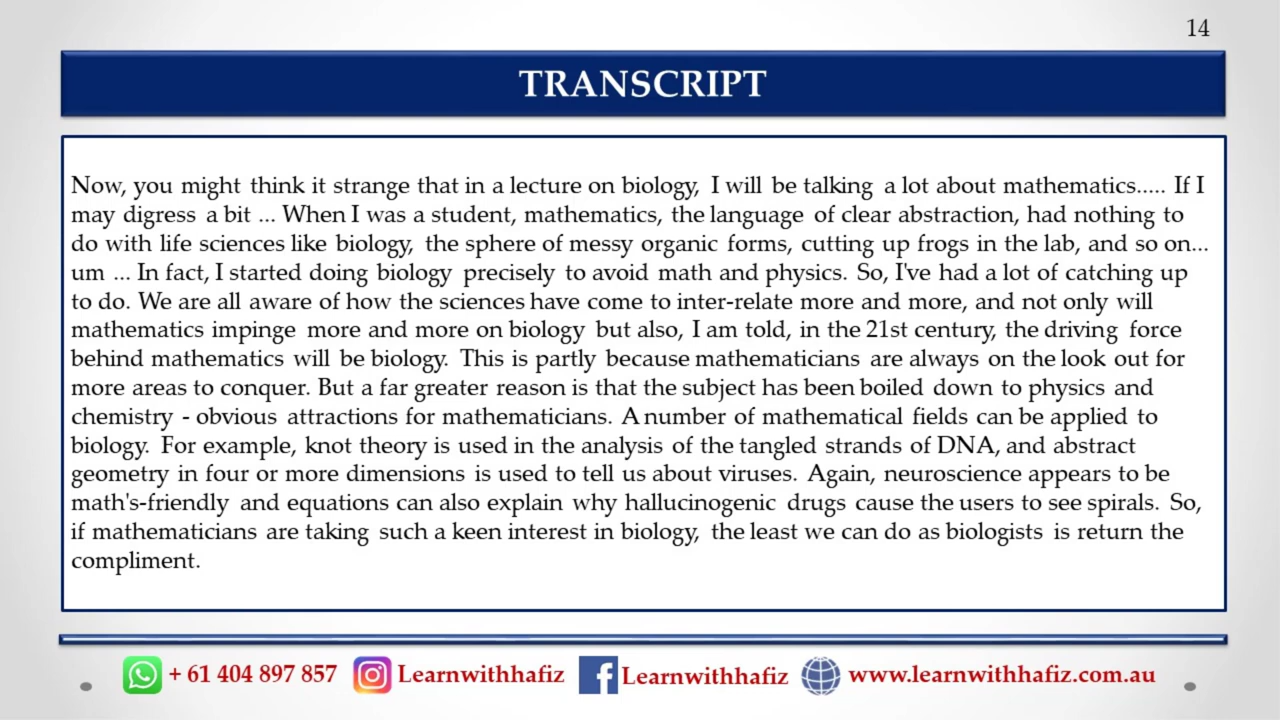 14
TRANSCRIPT
Now, you might think it strange that in a lecture on biology, I will be talking a lot about mathematics..... If I
may digress a bit ... When I was a student, mathematics, the language of clear abstraction, had nothing to
do with life sciences like biology, the sphere of messy organic forms, cutting up frogs in the lab, and so on...
um ... In fact, I started doing biology precisely to avoid math and physics. So, I've had a lot of catching up
to do. We are all aware of how the sciences have come to inter-relate more and more, and not only will
mathematics impinge more and more on biology but also, I am told, in the 21st century, the driving force
behind mathematics will be biology. This is partly because mathematicians are always on the look out for
more areas to conquer. But a far greater reason is that the subject has been boiled down to physics and
chemistry - obvious attractions for mathematicians. A number of mathematical fields can be applied to
biology. For example, knot theory is used in the analysis of the tangled strands of DNA, and abstract
geometry in four or more dimensions is used to tell us about viruses. Again, neuroscience appears to be
math's-friendly and equations can also explain why hallucinogenic drugs cause the users to see spirals. So,
if mathematicians are taking such a keen interest in biology, the least we can do as biologists is return the
compliment.
+ 61 404 897 857 Learnwithhafiz Learnwithhafiz www.learnwithhafiz.com.au